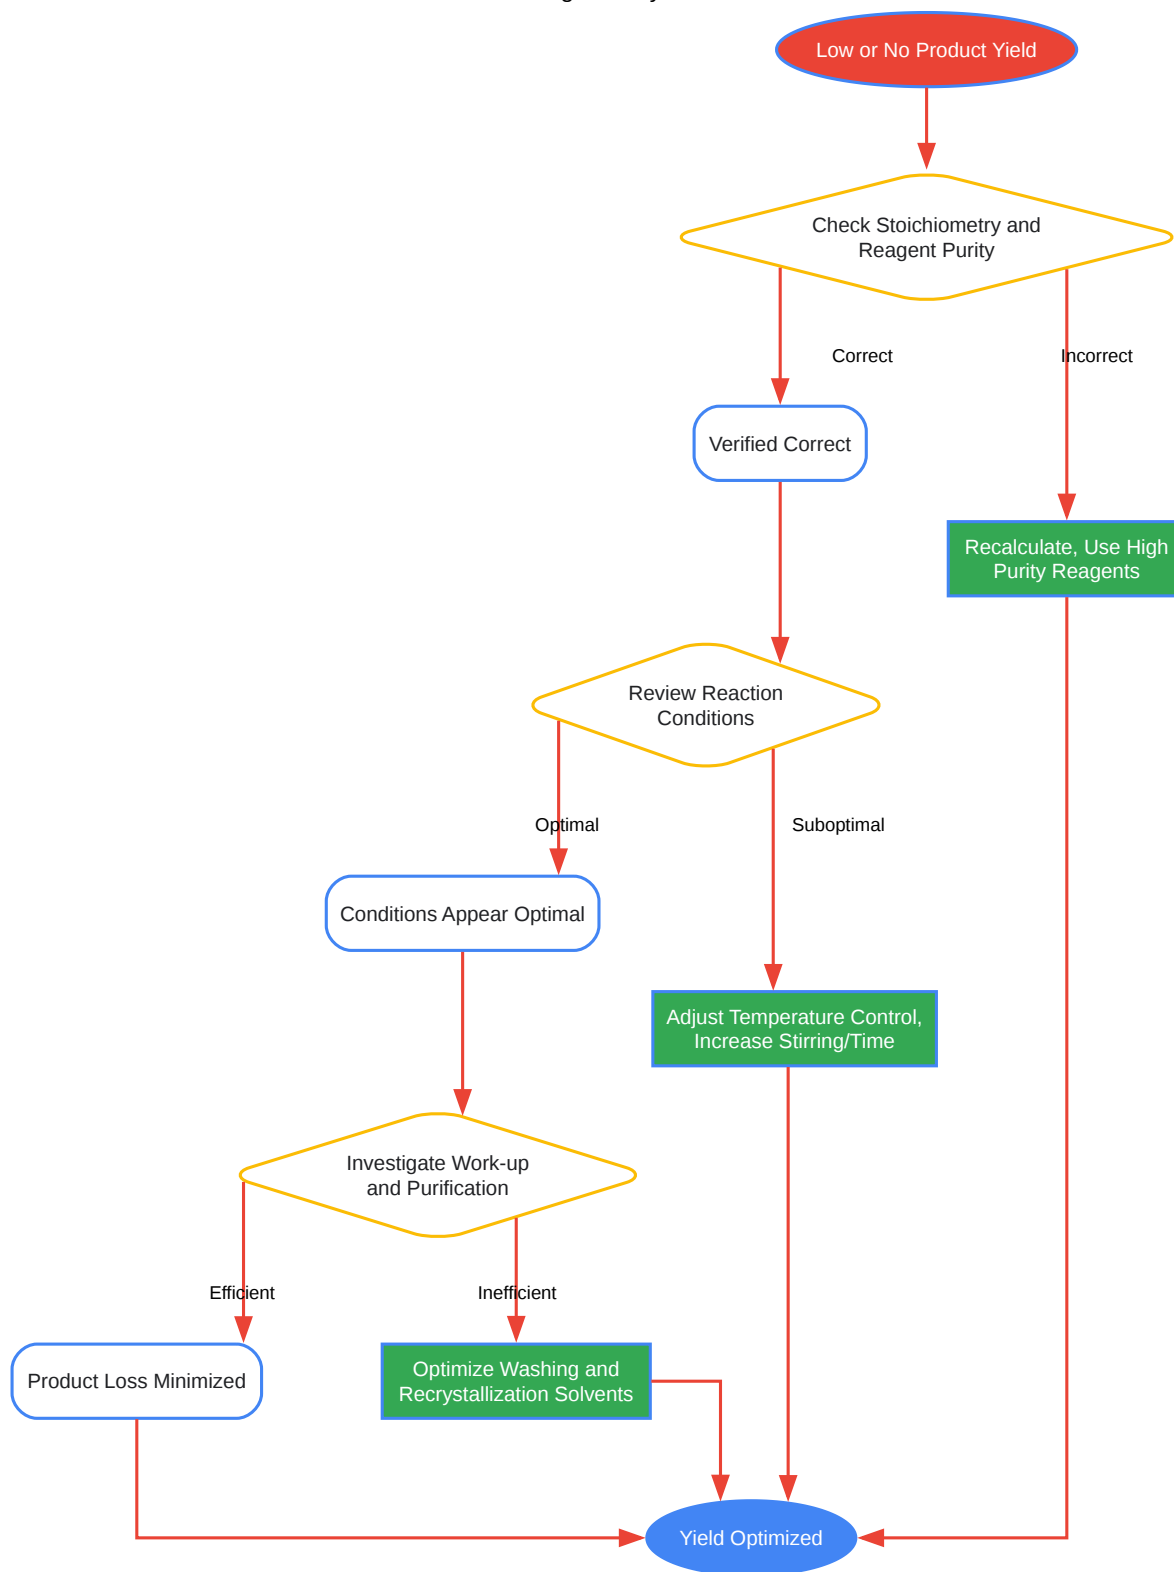 Low or No Product Yield
Check Stoichiometry and
Reagent Purity
Correct
Incorrect
Verified Correct
Recalculate, Use High
Purity Reagents
Review Reaction
Conditions
Optimal
Suboptimal
Conditions Appear Optimal
Adjust Temperature Control,
Increase Stirring/Time
Investigate Work-up
and Purification
Efficient
Inefficient
Product Loss Minimized
Optimize Washing and
Recrystallization Solvents
Yield Optimized